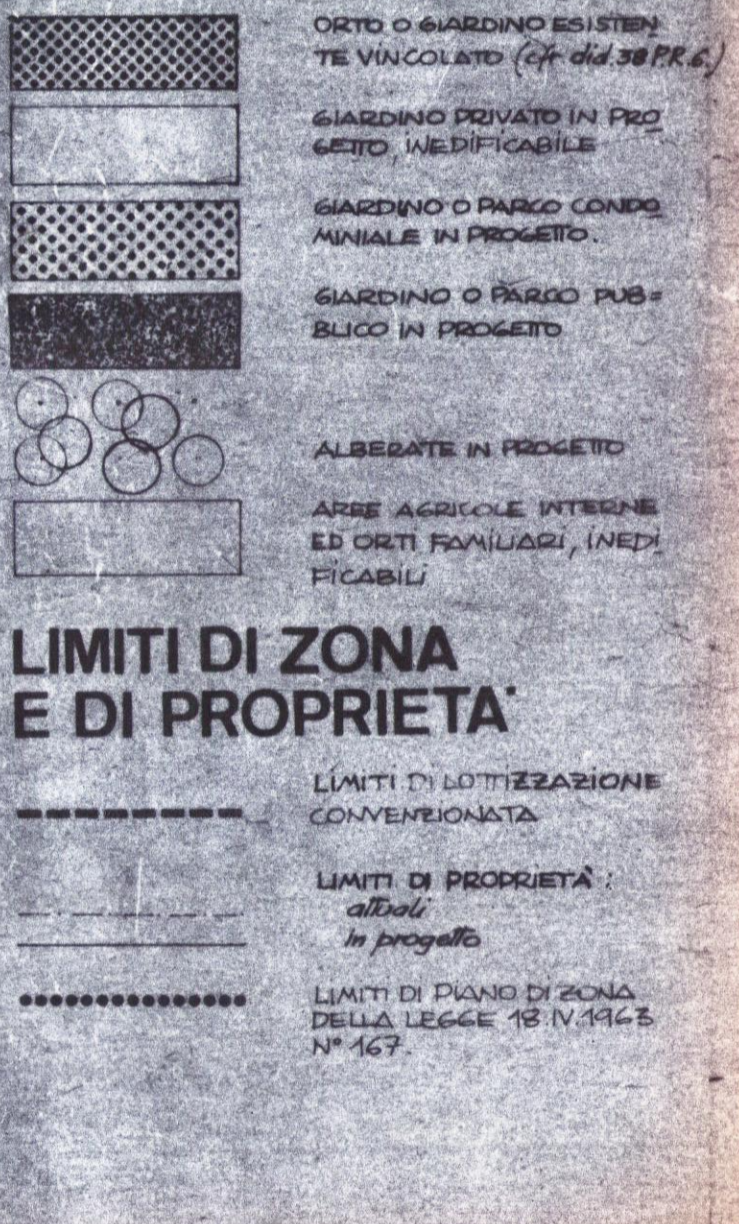 ORTO O GIARDINO ESISTEN
TE VINCOLATO (cfr did. 38 P.R.G.)
GIARDINO PRIVATO IN PRO
GETTO, INEDIFICABILE
GIARDINO O PARCO CONDO
MINIALE IN PROGETTO.
GIARDINO O PARCO PUB=
BLICO IN PROGETTO
ALBERATE IN PROGETTO
AREE AGRICOLE INTERNE
ED ORTI FAMILIARI, INEDI
FICABILI
LIMITI DI ZONA
E DI PROPRIETA'
LIMITI DI LOTTIZZAZIONE
CONVENZIONATA
LIMITI DI PROPRIETÀ:
attuali
in progetto
LIMITI DI PIANO DI ZONA
DELLA LEGGE 18.IV.1963
N° 167.